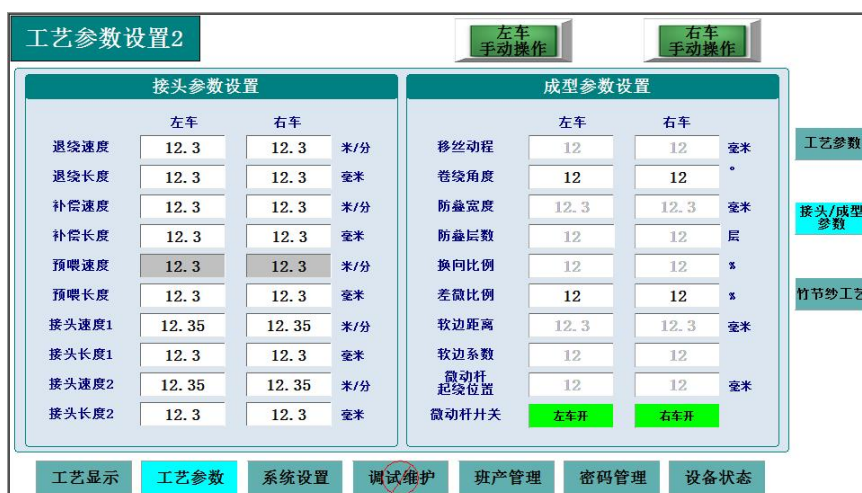 工艺参数设置2
左车
手动操作
右车
手动操作
接头参数设置
左车 右车
退绕速度 12.3 12.3 米/分
退绕长度 12.3 12.3 毫米
补偿速度 12.3 12.3 米/分
补偿长度 12.3 12.3 毫米
预喂速度 12.3 12.3 米/分
预喂长度 12.3 12.3 毫米
接头速度1 12.35 12.35 米/分
接头长度1 12.3 12.3 毫米
接头速度2 12.35 12.35 米/分
接头长度2 12.3 12.3 毫米
成型参数设置
左车 右车
移丝动程 12 12 毫米
卷绕角度 12 12 °
防叠宽度 12.3 12.3 毫米
防叠层数 12 12 层
换向比例 12 12 %
差微比例 12 12 %
软边距离 12.3 12.3 毫米
软边系数 12 12
微动杆
起绕位置 12 12 毫米
微动杆开关 左车开 右车开
工艺参数
接头/成型
参数
竹节纱工艺
工艺显示 工艺参数 系统设置 调试维护 班产管理 密码管理 设备状态